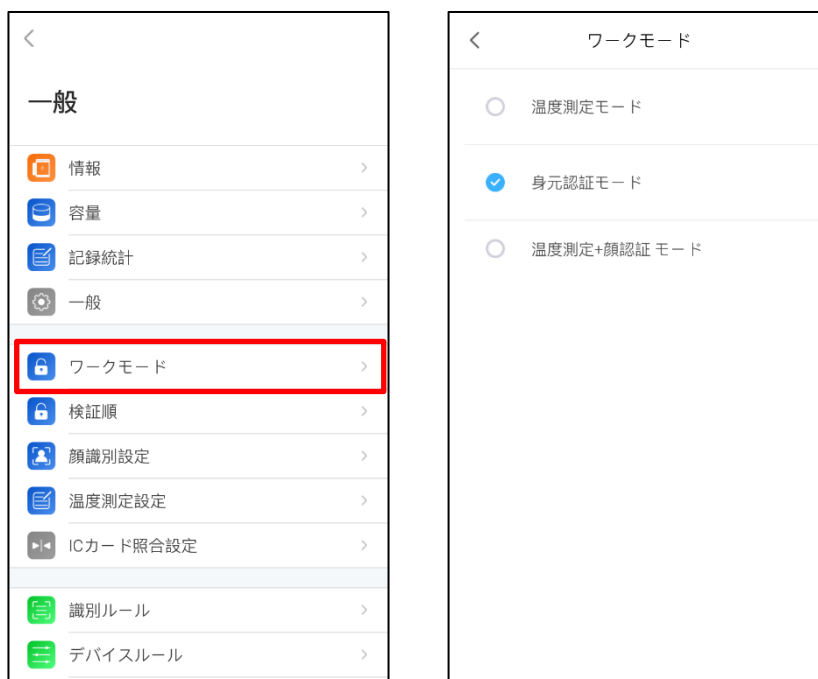 一般
情報
容量
記録統計
一般
ワークモード
検証順
顔識別設定
温度測定設定
ICカード照合設定
識別ルール
デバイスルール
ワークモード
温度測定モード
身元認証モード
温度測定+顔認証 モード